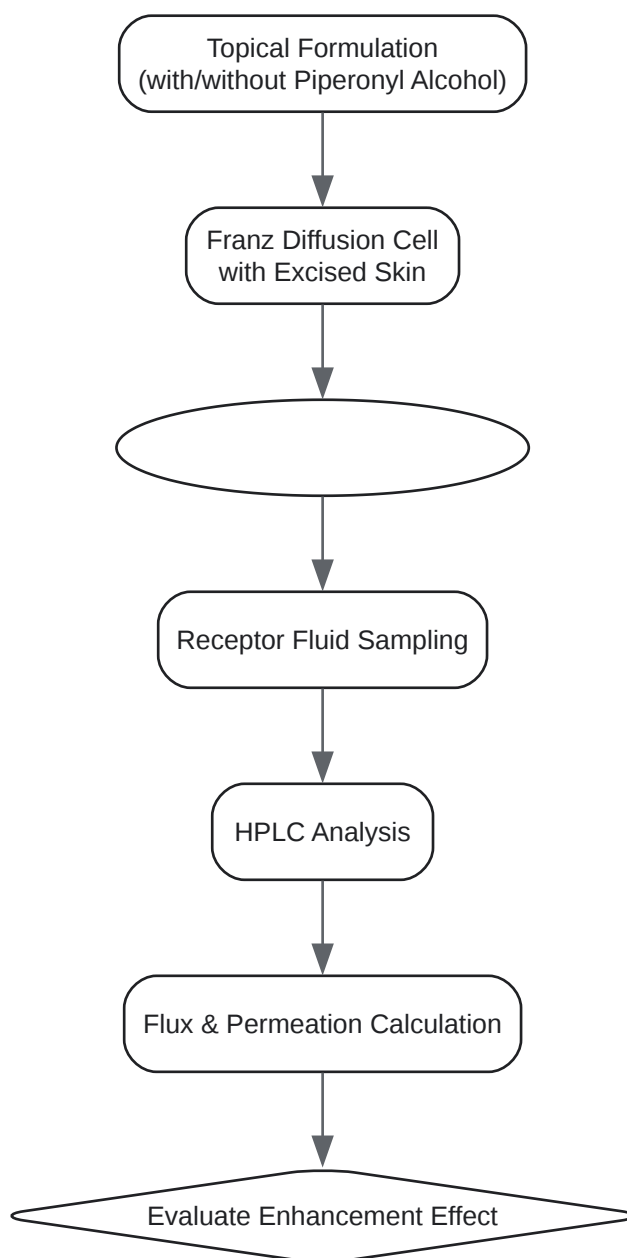 Topical Formulation
(with/without Piperonyl Alcohol)
Franz Diffusion Cell
with Excised Skin
Receptor Fluid Sampling
HPLC Analysis
Flux & Permeation Calculation
Evaluate Enhancement Effect